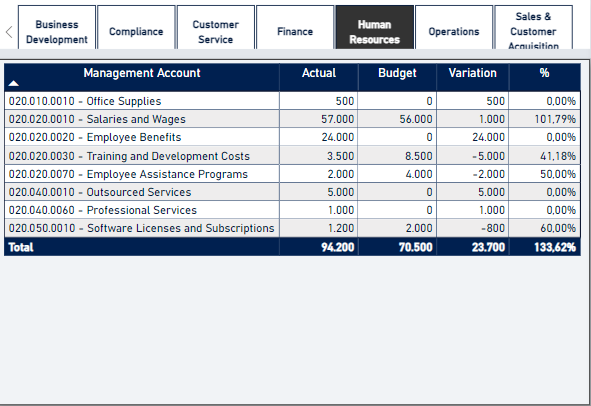 Business Development
Compliance
Customer Service
Finance
Human Resources
Operations
Sales & Customer Acquisition
Management Account Actual Budget Variation %
020.010.0010 - Office Supplies 500 0 500 0,00%
020.020.0010 - Salaries and Wages 57.000 56.000 1.000 101,79%
020.020.0020 - Employee Benefits 24.000 0 24.000 0,00%
020.020.0030 - Training and Development Costs 3.500 8.500 -5.000 41,18%
020.020.0070 - Employee Assistance Programs 2.000 4.000 -2.000 50,00%
020.040.0010 - Outsourced Services 5.000 0 5.000 0,00%
020.040.0060 - Professional Services 1.000 0 1.000 0,00%
020.050.0010 - Software Licenses and Subscriptions 1.200 2.000 -800 60,00%
Total 94.200 70.500 23.700 133,62%